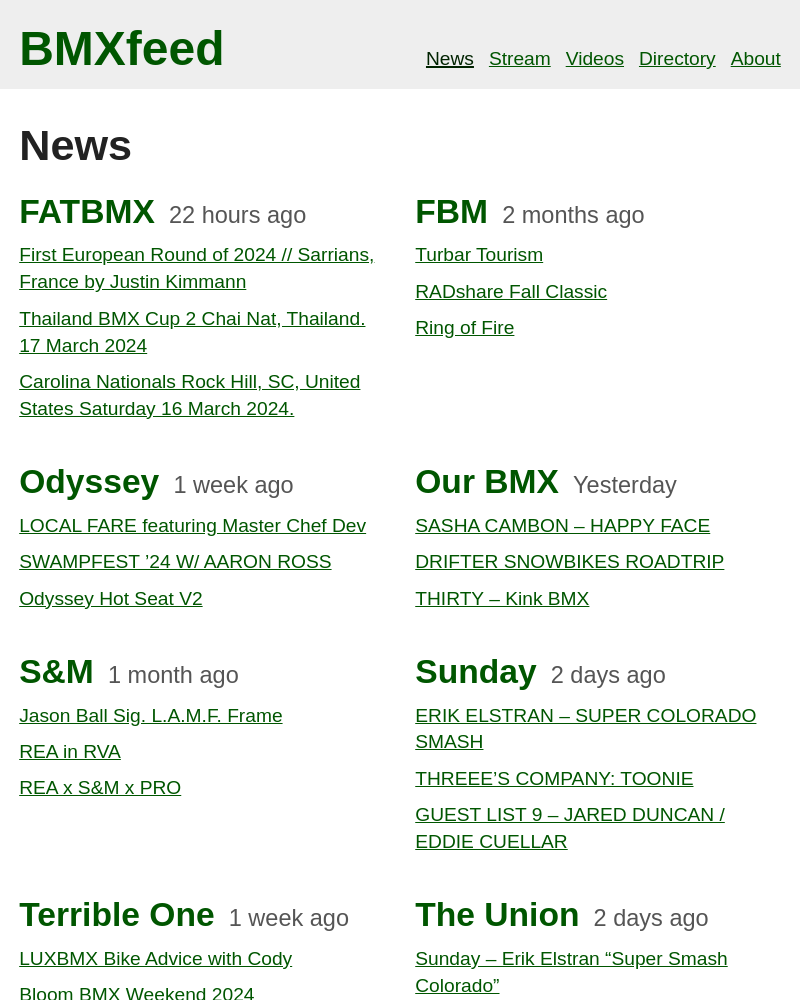 BMXfeed
News Stream Videos Directory About
News
FATBMX 22 hours ago
First European Round of 2024 // Sarrians,
France by Justin Kimmann
Thailand BMX Cup 2 Chai Nat, Thailand.
17 March 2024
Carolina Nationals Rock Hill, SC, United
States Saturday 16 March 2024.
FBM 2 months ago
Turbar Tourism
RADshare Fall Classic
Ring of Fire
Odyssey 1 week ago
LOCAL FARE featuring Master Chef Dev
SWAMPFEST ’24 W/ AARON ROSS
Odyssey Hot Seat V2
Our BMX Yesterday
SASHA CAMBON – HAPPY FACE
DRIFTER SNOWBIKES ROADTRIP
THIRTY – Kink BMX
S&M 1 month ago
Jason Ball Sig. L.A.M.F. Frame
REA in RVA
REA x S&M x PRO
Sunday 2 days ago
ERIK ELSTRAN – SUPER COLORADO
SMASH
THREEE’S COMPANY: TOONIE
GUEST LIST 9 – JARED DUNCAN /
EDDIE CUELLAR
Terrible One 1 week ago
LUXBMX Bike Advice with Cody
Bloom BMX Weekend 2024
The Union 2 days ago
Sunday – Erik Elstran “Super Smash
Colorado”